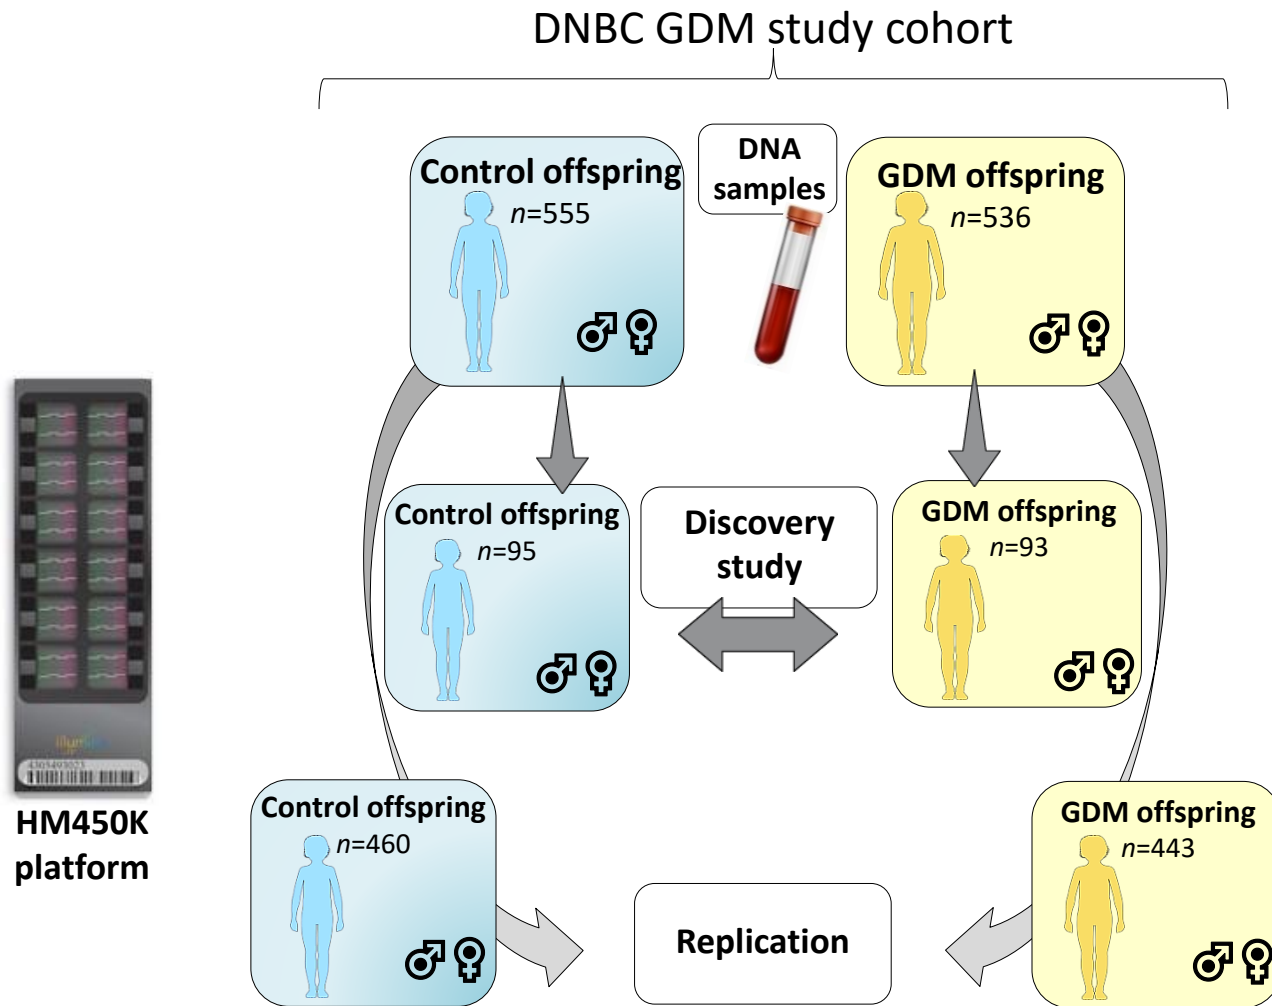 DNBC GDM study cohort
Control offspring
n=555
DNA
samples
GDM offspring
n=536
Control offspring
n=95
Discovery
study
GDM offspring
n=93
HM450K
platform
Control offspring
n=460
Replication
GDM offspring
n=443